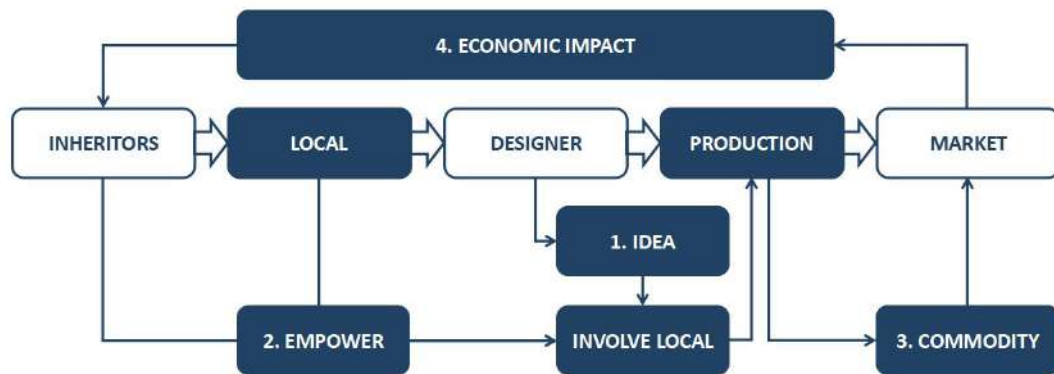 4. ECONOMIC IMPACT
INHERITORS
LOCAL
DESIGNER
PRODUCTION
MARKET
1. IDEA
2. EMPOWER
INVOLVE LOCAL
3. COMMODITY